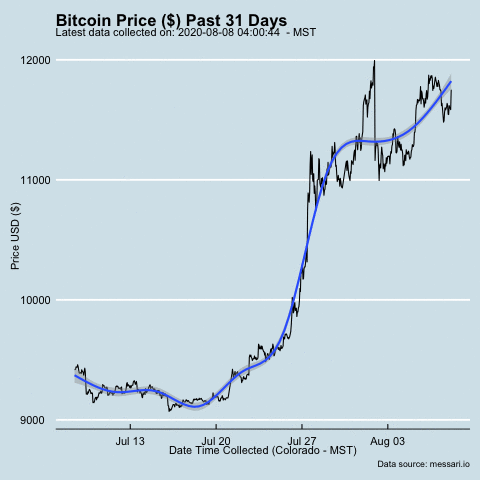 Bitcoin Price ($) Past 31 Days
Latest data collected on: 2020-08-08 04:00:44 - MST
12000
11000
10000
9000
Price USD ($)
Jul 13 Jul 20 Jul 27 Aug 03
Date Time Collected (Colorado - MST)
Data source: messari.io